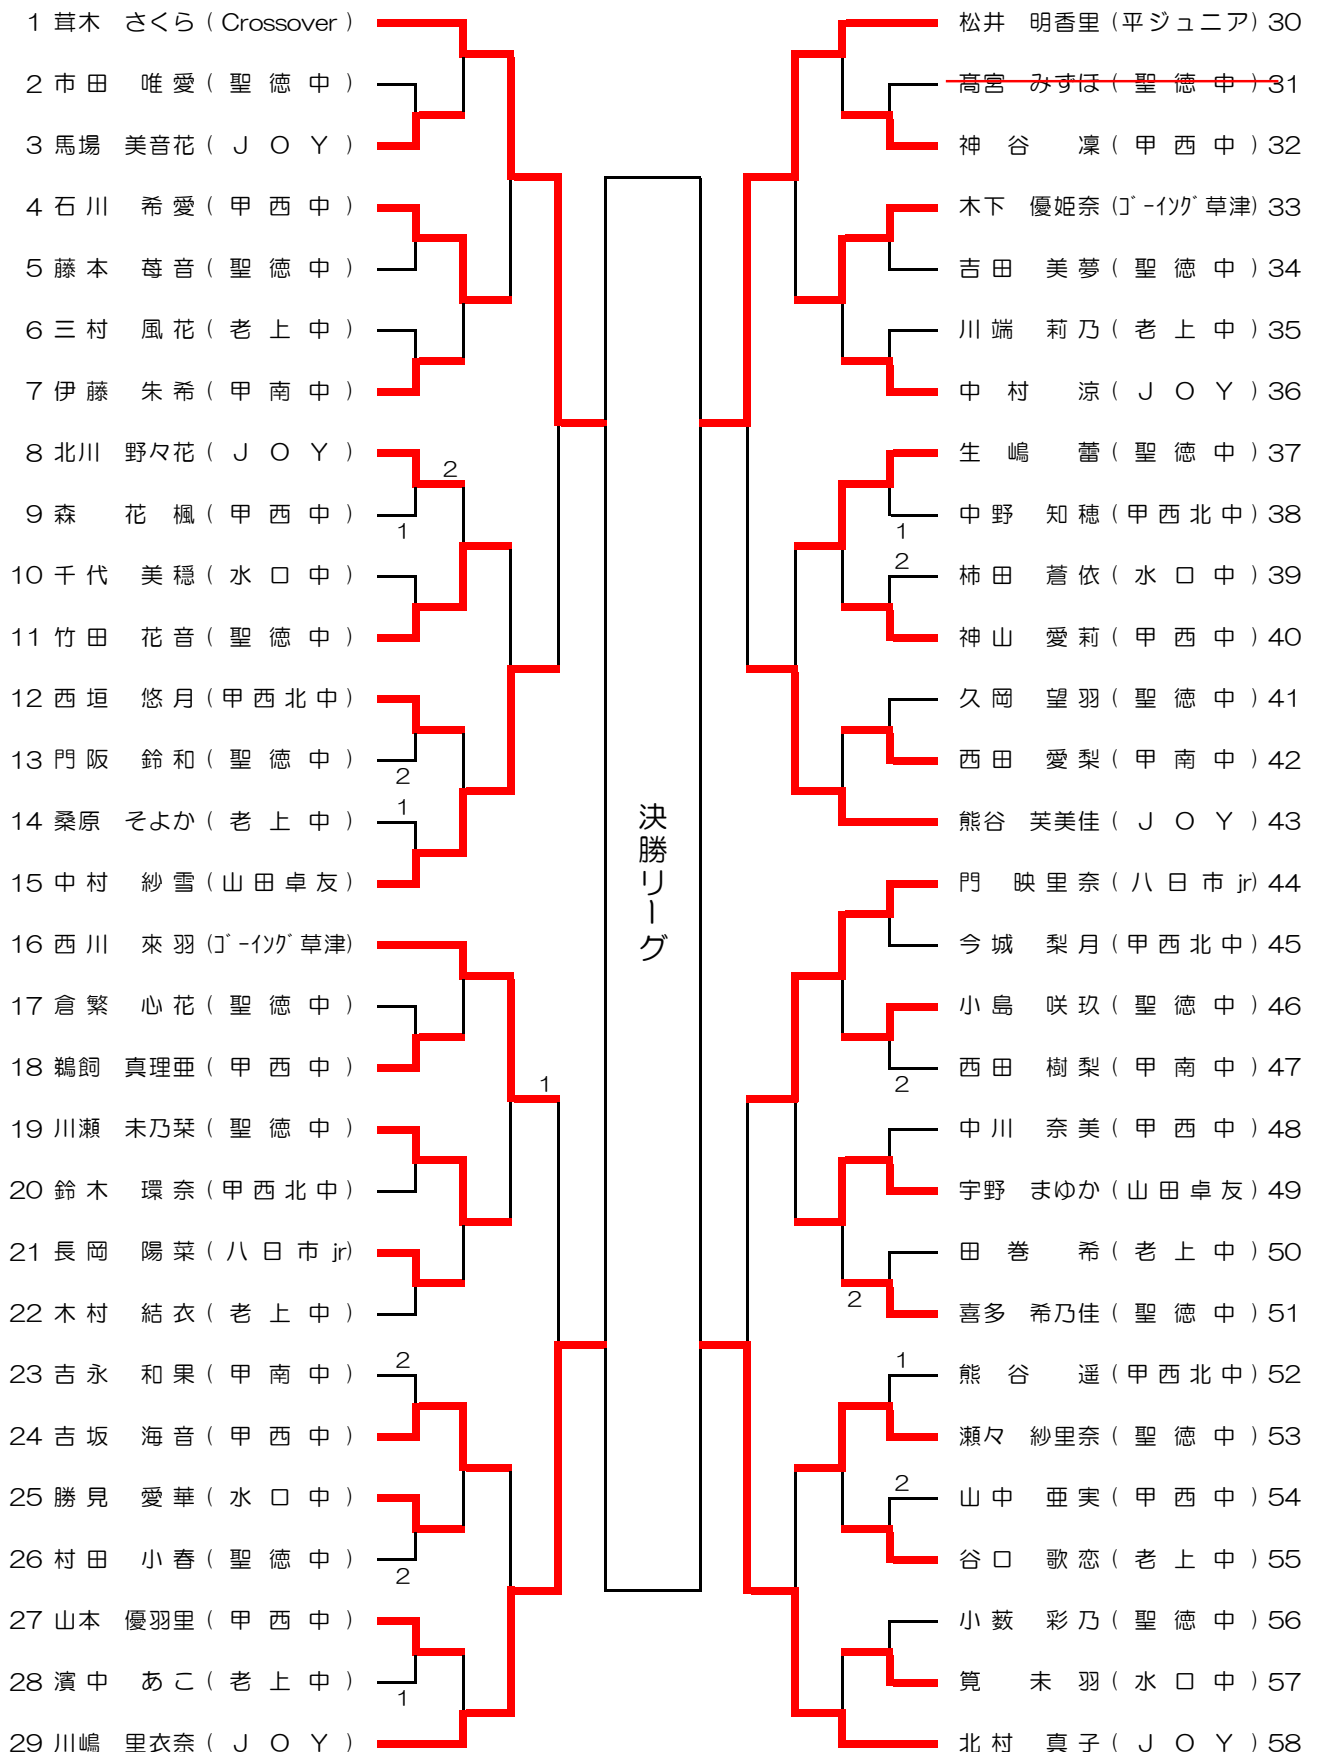 1 茸木 さくら ( Crossover )
2 市田 唯愛 ( 聖徳中 )
3 馬場 美音花 ( JOY )
4 石川 希愛 ( 甲西中 )
5 藤本 苺音 ( 聖徳中 )
6 三村 風花 ( 老上中 )
7 伊藤 朱希 ( 甲南中 )
8 北川 野々花 ( JOY )
2
9 森 花楓 ( 甲西中 )
1
10 千代 美穏 ( 水口中 )
11 竹田 花音 ( 聖徳中 )
12 西垣 悠月 ( 甲西北中 )
13 門阪 鈴和 ( 聖徳中 )
2
1
14 桑原 そよか ( 老上中 )
15 中村 紗雪 ( 山田卓友 )
16 西川 來羽 (ｺﾞｰｲﾝｸﾞ草津)
17 倉繁 心花 ( 聖徳中 )
18 鵜飼 真理亜 ( 甲西中 )
1
19 川瀬 未乃栞 ( 聖徳中 )
20 鈴木 環奈 ( 甲西北中 )
21 長岡 陽菜 ( 八日市jr)
22 木村 結衣 ( 老上中 )
2
23 吉永 和果 ( 甲南中 )
24 吉坂 海音 ( 甲西中 )
25 勝見 愛華 ( 水口中 )
26 村田 小春 ( 聖徳中 )
2
27 山本 優羽里 ( 甲西中 )
28 濱中 あこ ( 老上中 )
1
29 川嶋 里衣奈 ( JOY )
決勝リーグ
松井 明香里 (平ジュニア) 30
髙宮 みずほ ( 聖徳中 ) 31
神谷 凜 ( 甲西中 ) 32
木下 優姫奈 (ｺﾞｰｲﾝｸﾞ草津) 33
吉田 美夢 ( 聖徳中 ) 34
川端 莉乃 ( 老上中 ) 35
中村 涼 ( JOY ) 36
生嶋 蕾 ( 聖徳中 ) 37
中野 知穂 ( 甲西北中 ) 38
1
2
柿田 蒼依 ( 水口中 ) 39
神山 愛莉 ( 甲西中 ) 40
久岡 望羽 ( 聖徳中 ) 41
西田 愛梨 ( 甲南中 ) 42
熊谷 芙美佳 ( JOY ) 43
門 映里奈 ( 八日市jr) 44
今城 梨月 ( 甲西北中 ) 45
小島 咲玖 ( 聖徳中 ) 46
西田 樹梨 ( 甲南中 ) 47
2
中川 奈美 ( 甲西中 ) 48
宇野 まゆか ( 山田卓友 ) 49
田巻 希 ( 老上中 ) 50
2
喜多 希乃佳 ( 聖徳中 ) 51
1
熊谷 遥 ( 甲西北中 ) 52
瀬々 紗里奈 ( 聖徳中 ) 53
2
山中 亜実 ( 甲西中 ) 54
谷口 歌恋 ( 老上中 ) 55
小薮 彩乃 ( 聖徳中 ) 56
筧 未羽 ( 水口中 ) 57
北村 真子 ( JOY ) 58